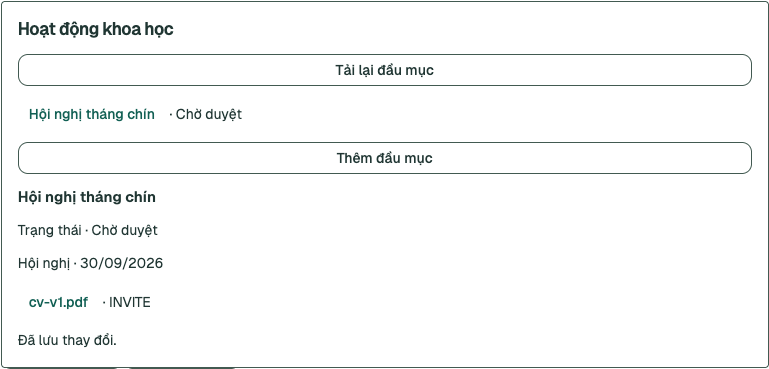 Hoạt động khoa học
Tải lại đầu mục
Hội nghị tháng chín · Chờ duyệt
Thêm đầu mục
Hội nghị tháng chín
Trạng thái · Chờ duyệt
Hội nghị · 30/09/2026
cv-v1.pdf · INVITE
Đã lưu thay đổi.